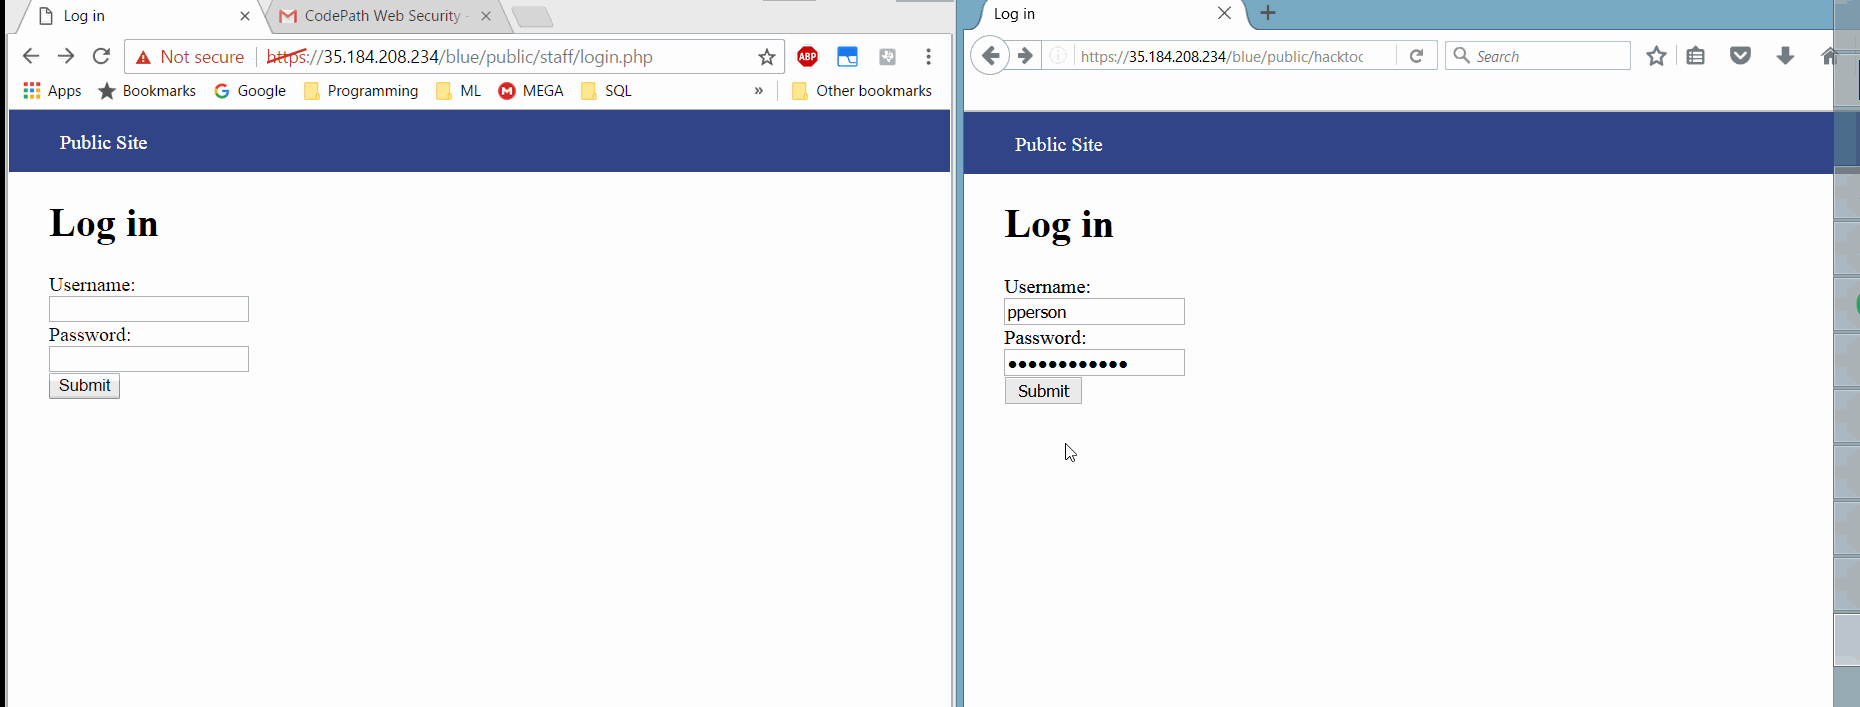 Log in
CodePath Web Security -
Not secure
https://35.184.208.234/blue/public/staff/login.php
ABP
Apps
Bookmarks
Google
Programming
ML
M
MEGA
SQL
»
Other bookmarks
Public Site
Log in
Username:
Password:
Submit
Log in
https://35.184.208.234/blue/public/hacktoc
Search
Public Site
Log in
Username:
pperson
Password:
●●●●●●●●●●●●
Submit